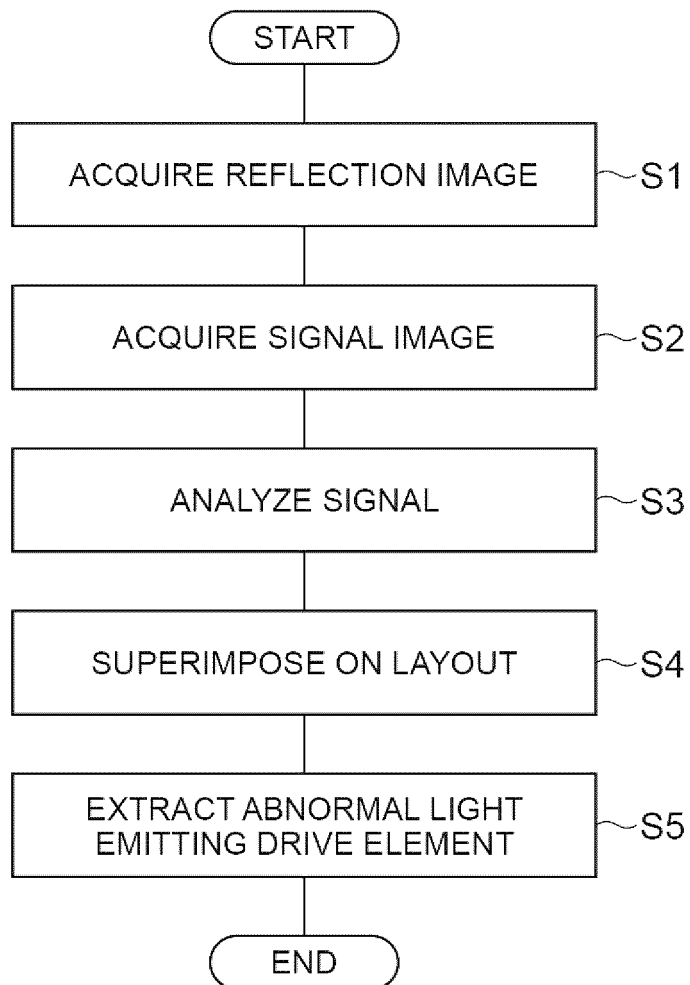 START
ACQUIRE REFLECTION IMAGE
S1
ACQUIRE SIGNAL IMAGE
S2
ANALYZE SIGNAL
S3
SUPERIMPOSE ON LAYOUT
S4
EXTRACT ABNORMAL LIGHT
EMITTING DRIVE ELEMENT
S5
END